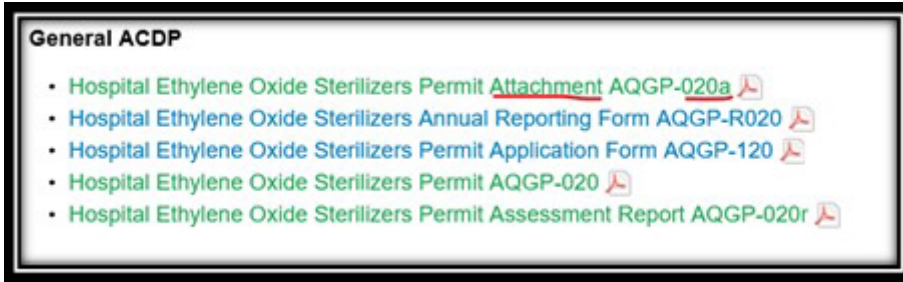 General ACDP
• Hospital Ethylene Oxide Sterilizers Permit Attachment AQGP-020a
• Hospital Ethylene Oxide Sterilizers Annual Reporting Form AQGP-R020
• Hospital Ethylene Oxide Sterilizers Permit Application Form AQGP-120
• Hospital Ethylene Oxide Sterilizers Permit AQGP-020
• Hospital Ethylene Oxide Sterilizers Permit Assessment Report AQGP-020r